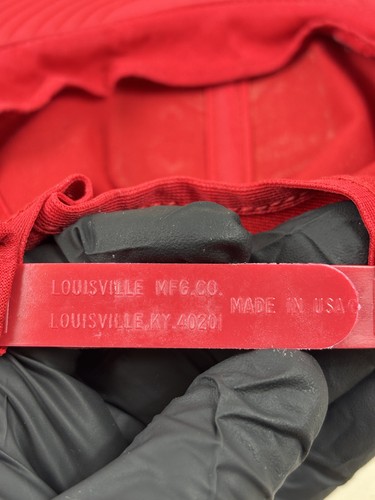 LOUISVILLE MFG.CO.
LOUISVILLE,KY.40201
MADE IN USA